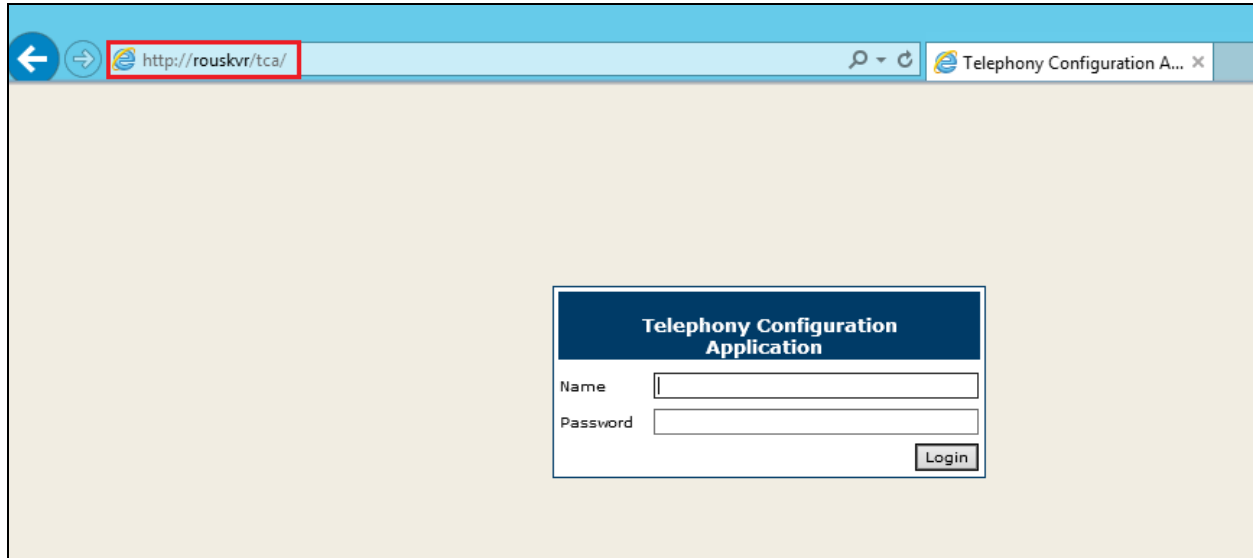 http://rouskvr/tca/
Telephony Configuration A...
Telephony Configuration
Application
Name
Password
Login